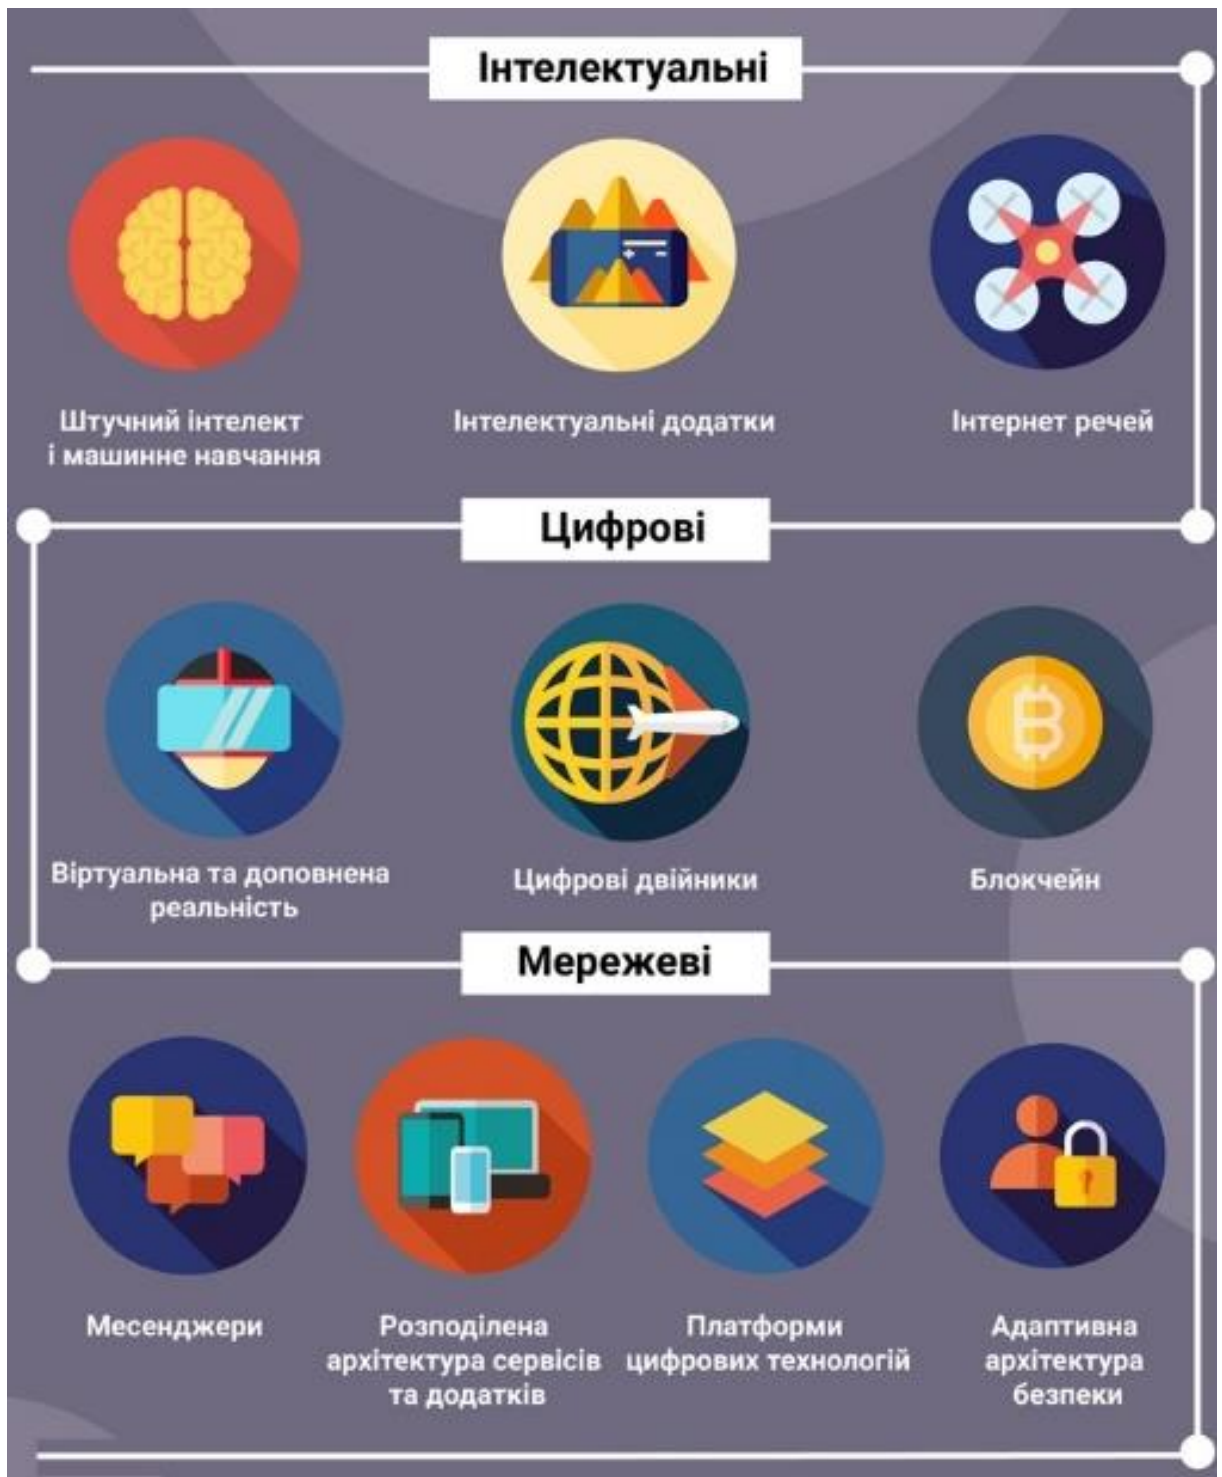 Інтелектуальні
Штучний інтелект
і машинне навчання
Інтелектуальні додатки
Інтернет речей
Цифрові
Віртуальна та доповнена
реальність
Цифрові двійники
Блокчейн
Мережеві
Месенджери
Розподілена
архітектура сервісів
та додатків
Платформи
цифрових технологій
Адаптивна
архітектура
безпеки